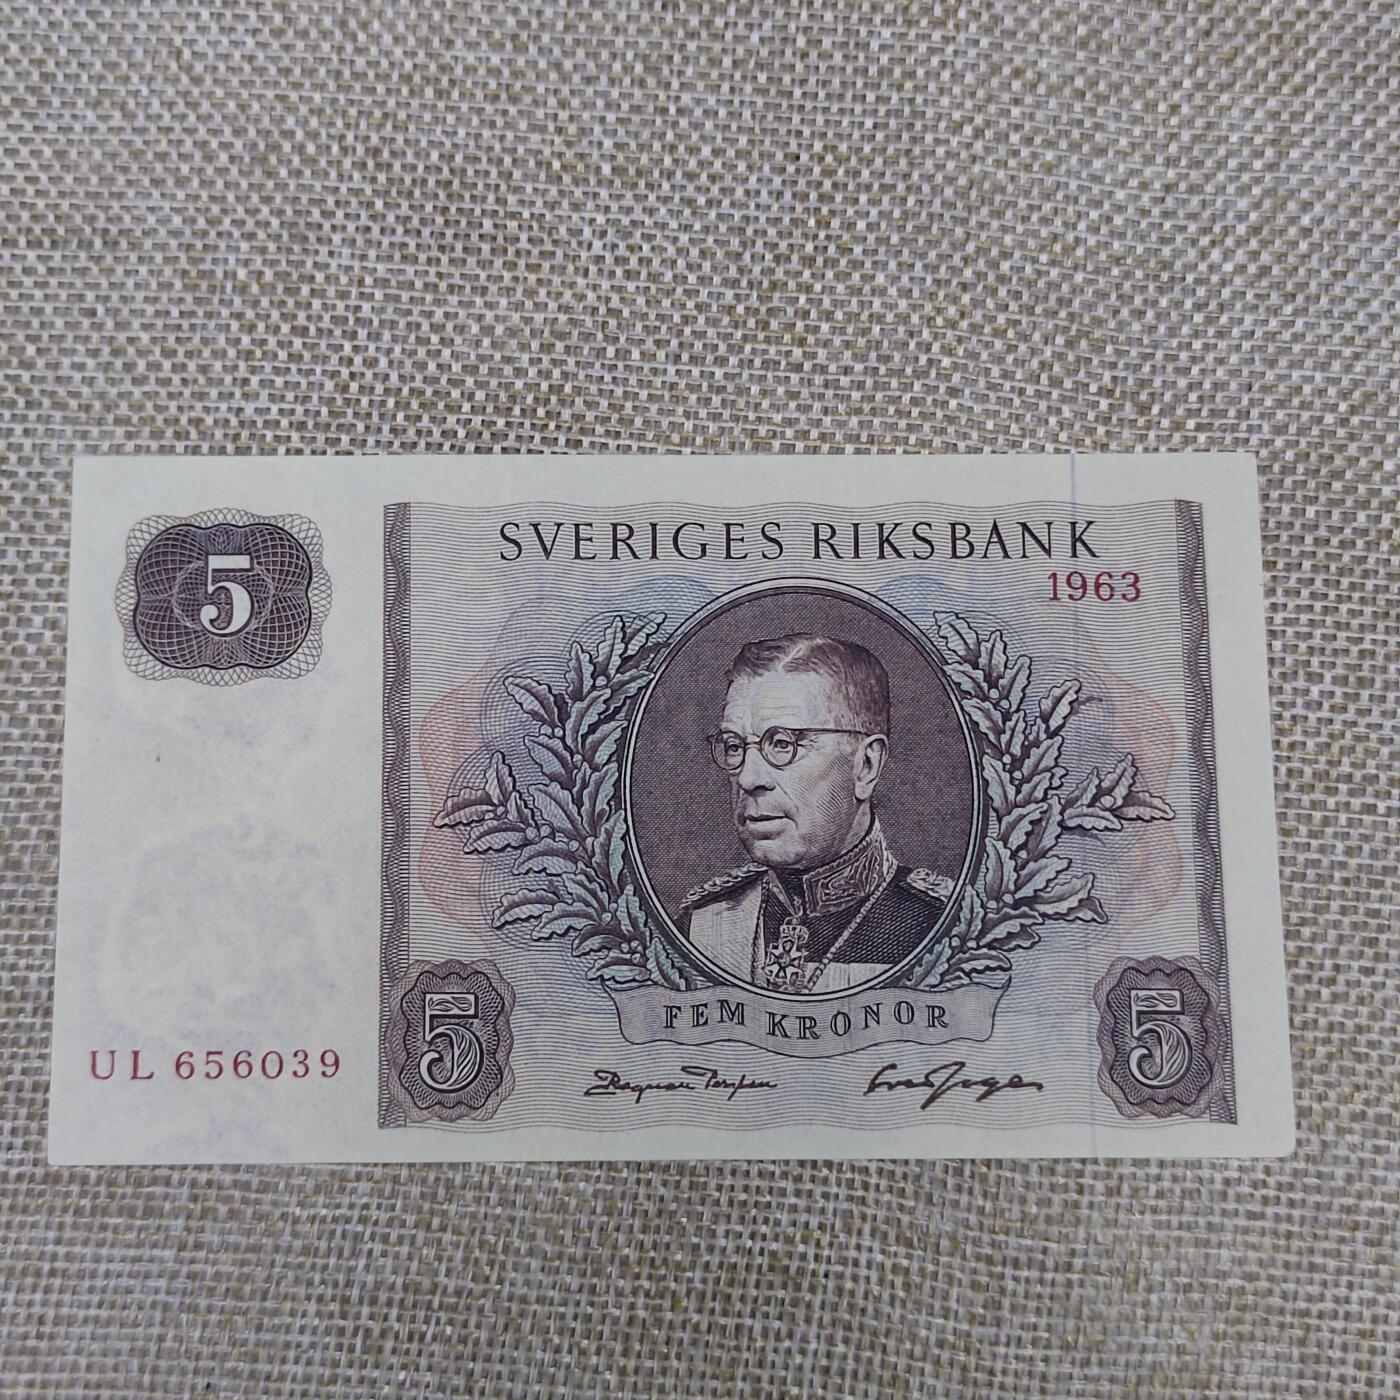 5
SVERIGES RIKSBANK
1963
FEM KRONOR
UL 656039
5
5